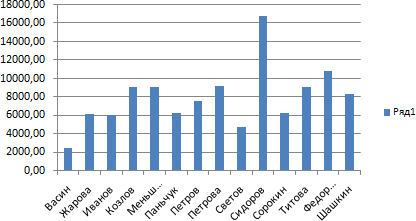 18000,00
16000,00
14000,00
12000,00
10000,00
8000,00
6000,00
4000,00
2000,00
0,00
Васин
Жарова
Иванов
Козлов
Меньш...
Паньчук
Петров
Петрова
Светов
Сидоров
Сорокин
Титова
Федор...
Шашкин
Ряд1